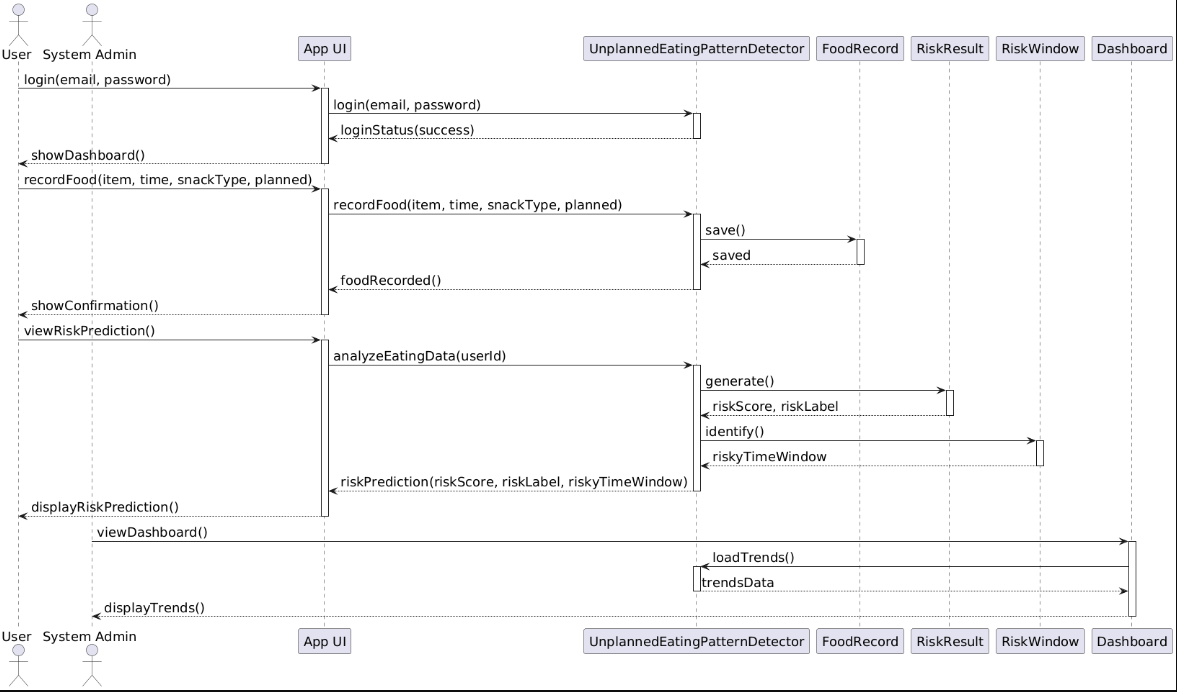 User System Admin App UI UnplannedEatingPatternDetector FoodRecord RiskResult RiskWindow Dashboard
login(email, password)
login(email, password)
loginStatus(success)
showDashboard()
recordFood(item, time, snackType, planned)
recordFood(item, time, snackType, planned)
save()
saved
foodRecorded()
showConfirmation()
viewRiskPrediction()
analyzeEatingData(userId)
generate()
riskScore, riskLabel
identify()
riskyTimeWindow
riskPrediction(riskScore, riskLabel, riskyTimeWindow)
displayRiskPrediction()
viewDashboard()
loadTrends()
trendsData
displayTrends()
User System Admin App UI UnplannedEatingPatternDetector FoodRecord RiskResult RiskWindow Dashboard